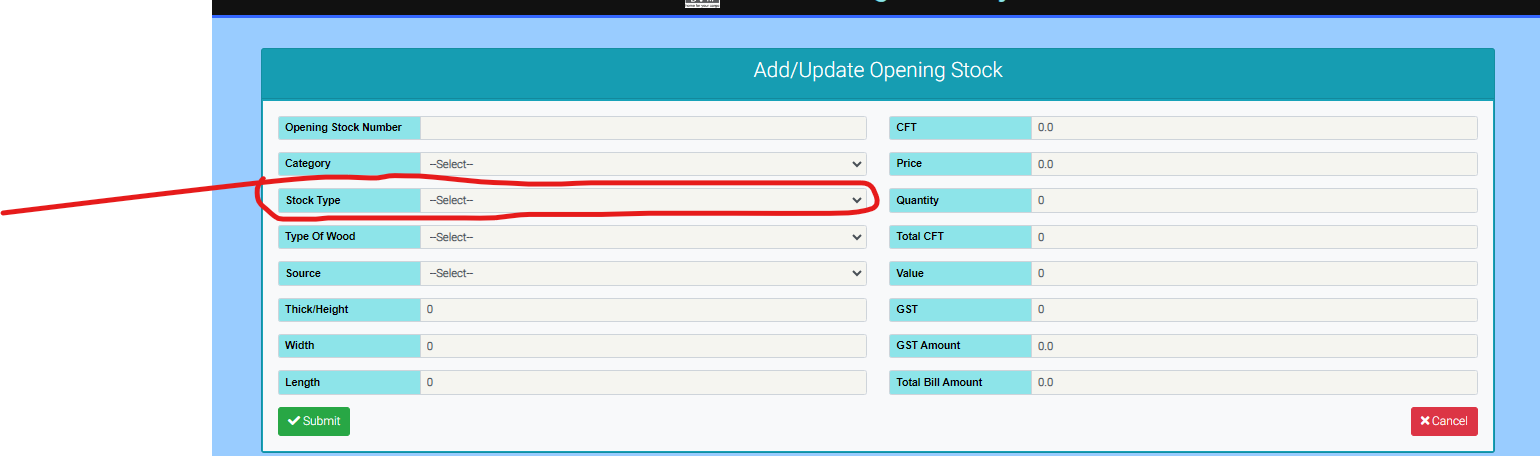 Add/Update Opening Stock
Opening Stock Number
CFT 0.0
Category --Select--
Price 0.0
Stock Type --Select--
Quantity 0
Type Of Wood --Select--
Total CFT 0
Source --Select--
Value 0
Thick/Height 0
GST 0
Width 0
GST Amount 0.0
Length 0
Total Bill Amount 0.0
Submit
Cancel